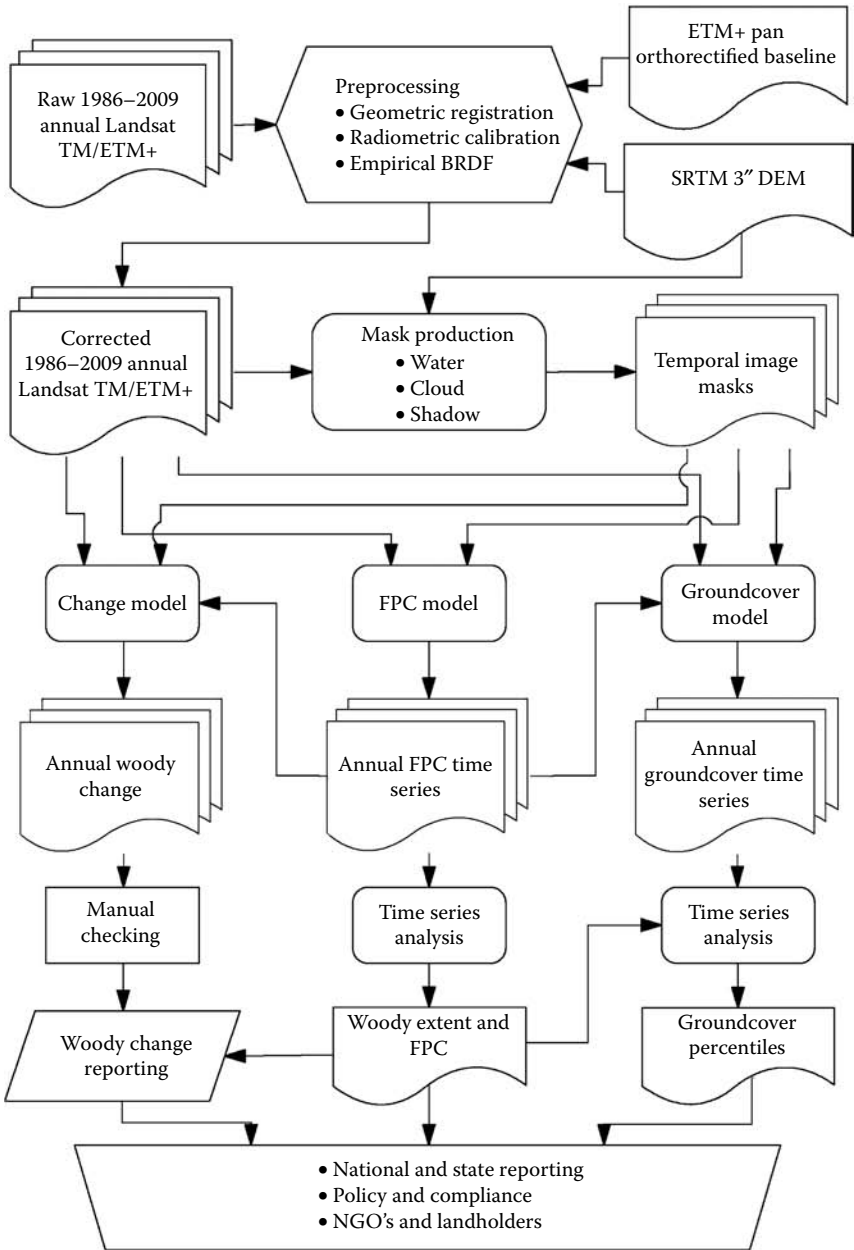 ETM+ pan
orthorectified baseline
Raw 1986–2009
annual Landsat
TM/ETM+
Preprocessing
• Geometric registration
• Radiometric calibration
• Empirical BRDF
SRTM 3″ DEM
Corrected
1986–2009 annual
Landsat TM/ETM+
Mask production
• Water
• Cloud
• Shadow
Temporal image
masks
Change model
FPC model
Groundcover
model
Annual woody
change
Annual FPC time
series
Annual
groundcover time
series
Manual
checking
Time series
analysis
Time series
analysis
Woody change
reporting
Woody extent and
FPC
Groundcover
percentiles
• National and state reporting
• Policy and compliance
• NGO's and landholders